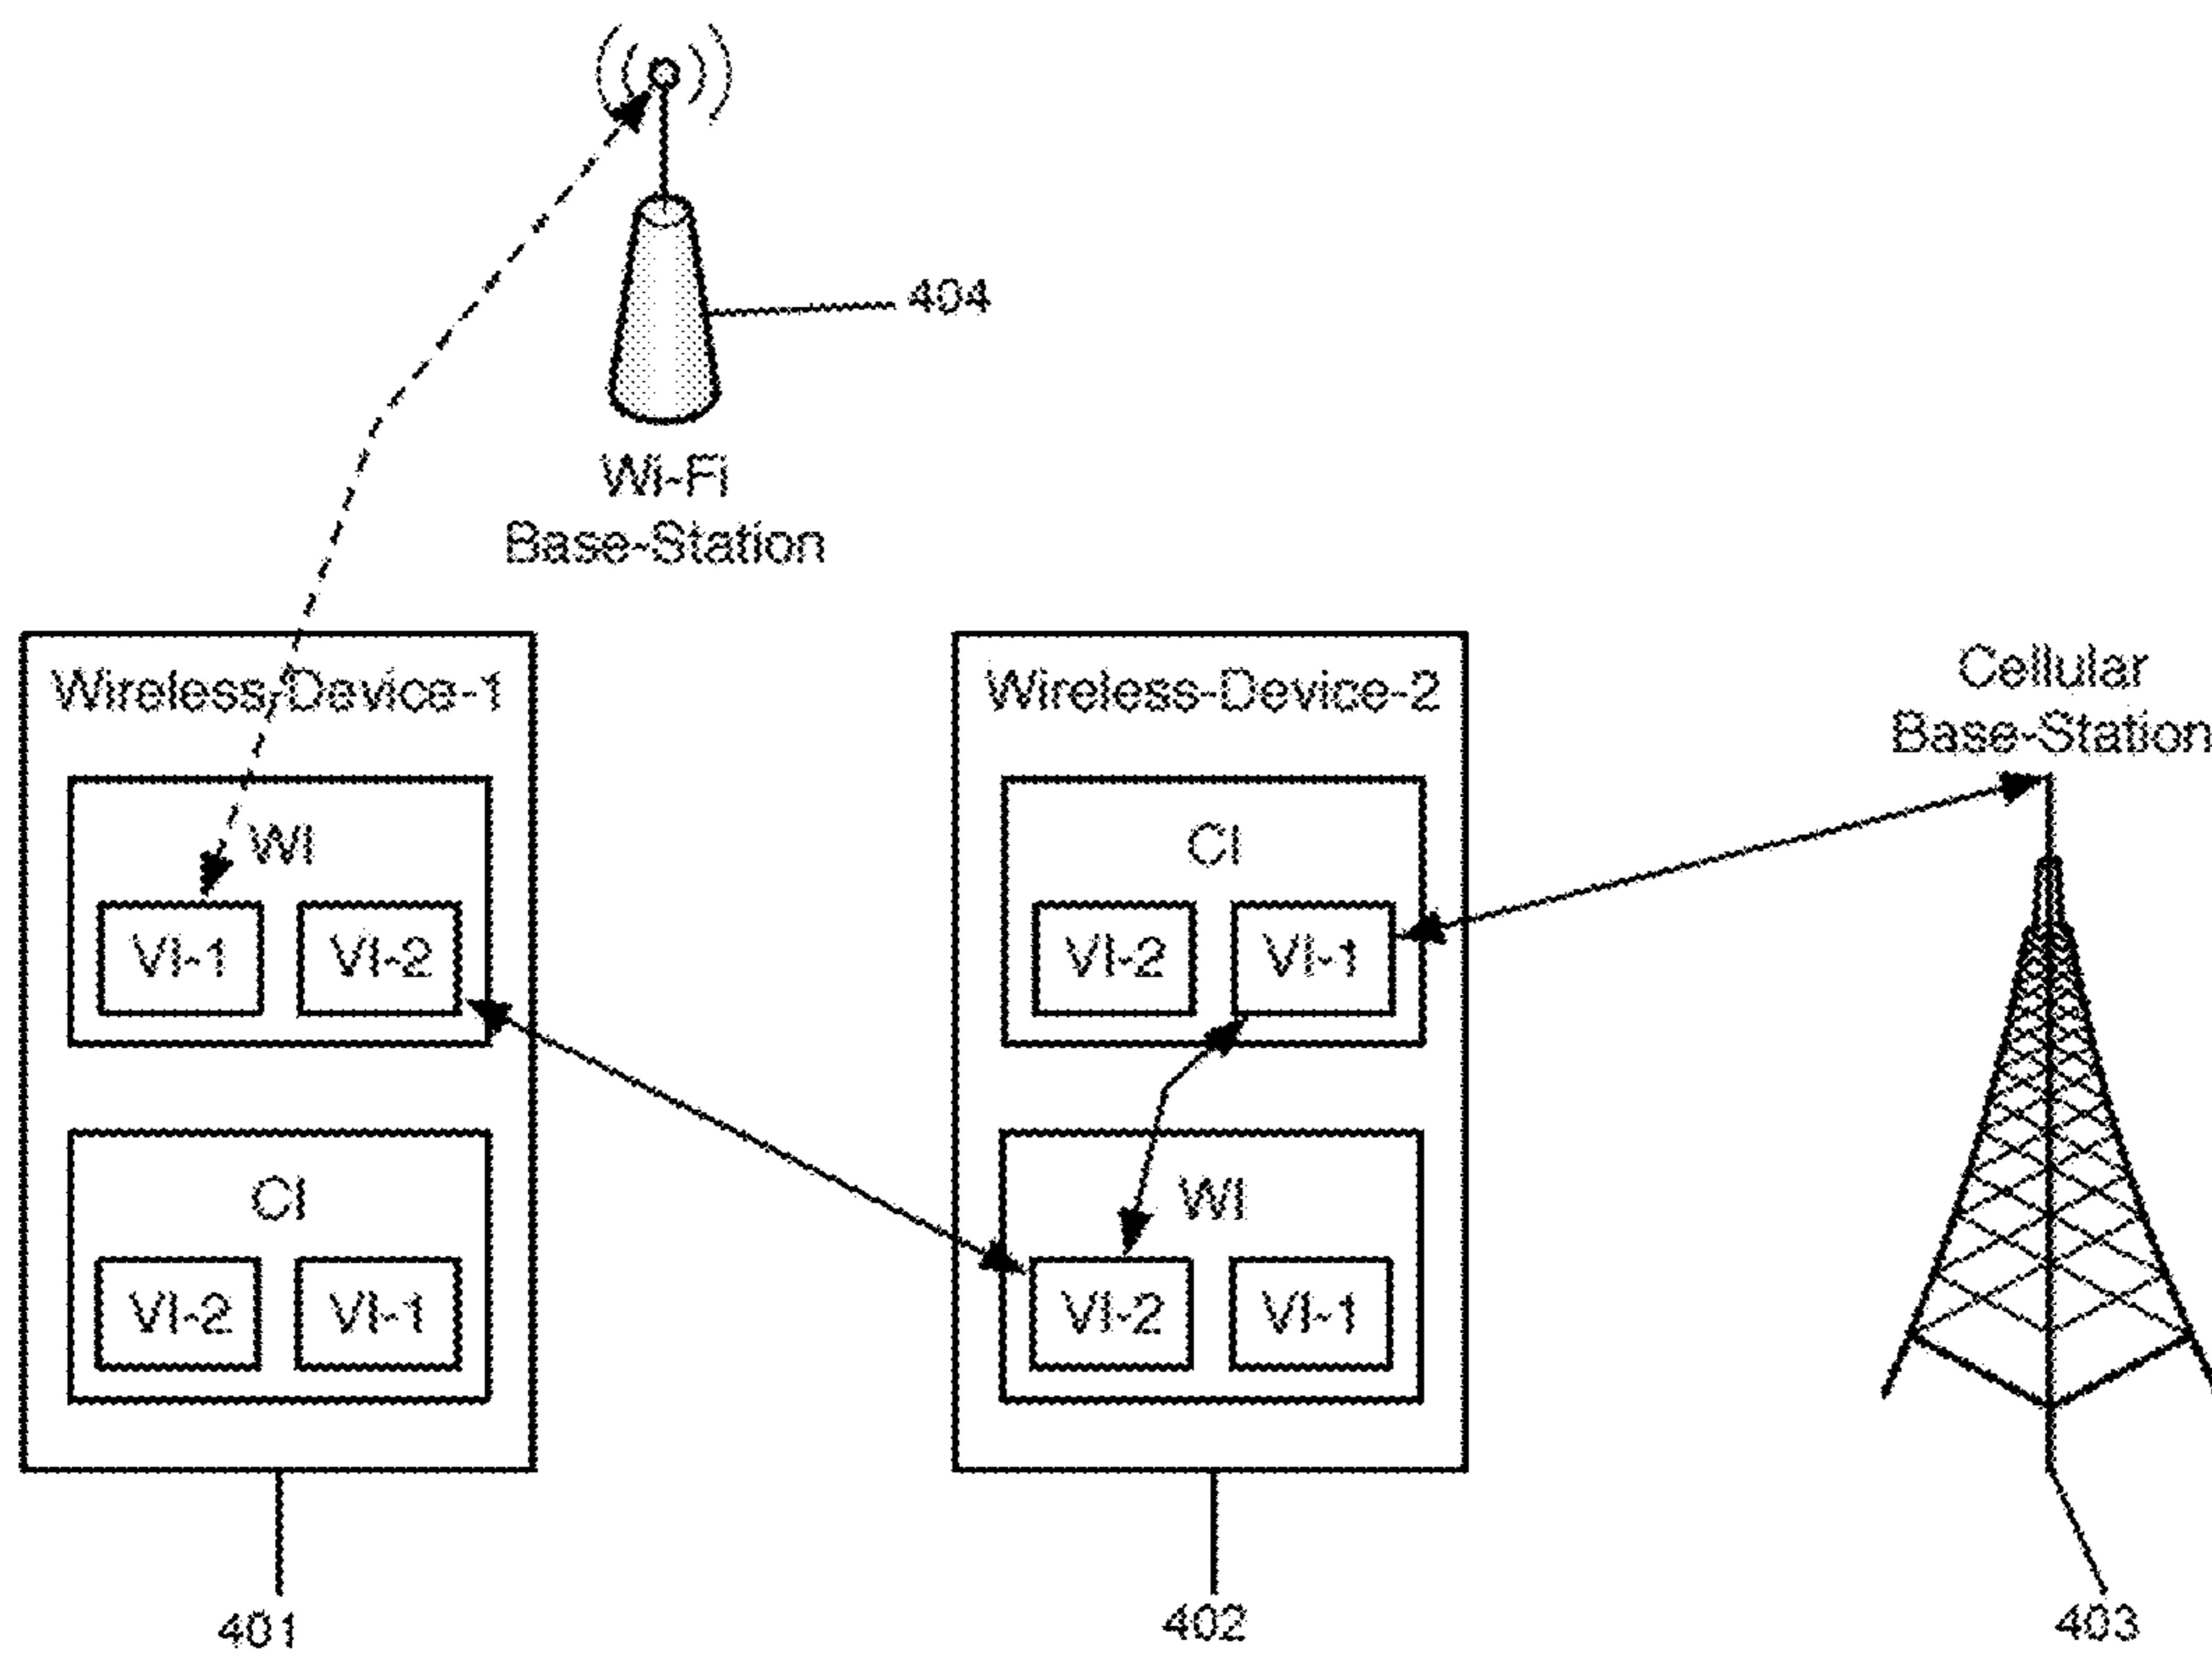 404
Wi-Fi
Base-Station
Wireless-Device-1
WI
VI-1 VI-2
CI
VI-2 VI-1
401
Wireless-Device-2
CI
VI-2 VI-1
WI
VI-2 VI-1
402
Cellular
Base-Station
403